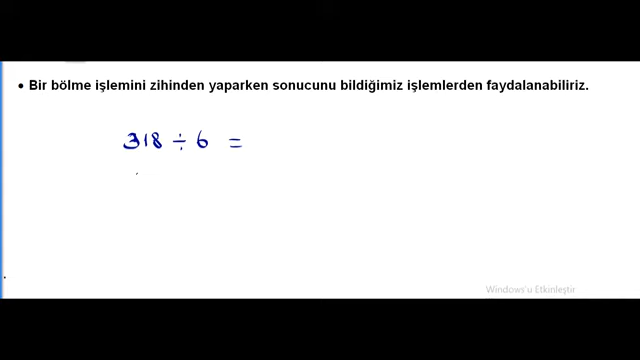 • Bir bölme işlemini zihinden yaparken sonucunu bildiğimiz işlemlerden faydalanabiliriz.
318 ÷ 6 =
Windows'u Etkinleştir